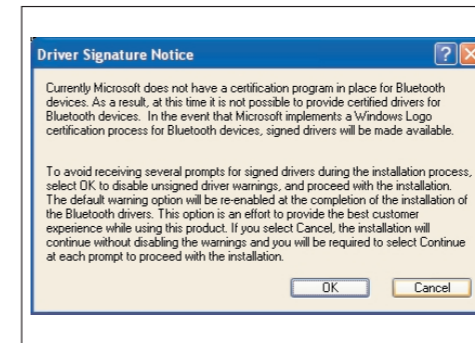 Driver Signature Notice
Currently Microsoft does not have a certification program in place for Bluetooth
devices. As a result, at this time it is not possible to provide certified drivers for
Bluetooth devices. In the event that Microsoft implements a Windows Logo
certification process for Bluetooth devices, signed drivers will be made available.
To avoid receiving several prompts for signed drivers during the installation process,
select OK to disable unsigned driver warnings, and proceed with the installation.
The default warning option will be re-enabled at the completion of the installation of
the Bluetooth drivers. This option is an effort to provide the best customer
experience while using this product. If you select Cancel, the installation will
continue without disabling the warnings and you will be required to select Continue
at each prompt to proceed with the installation.
OK Cancel